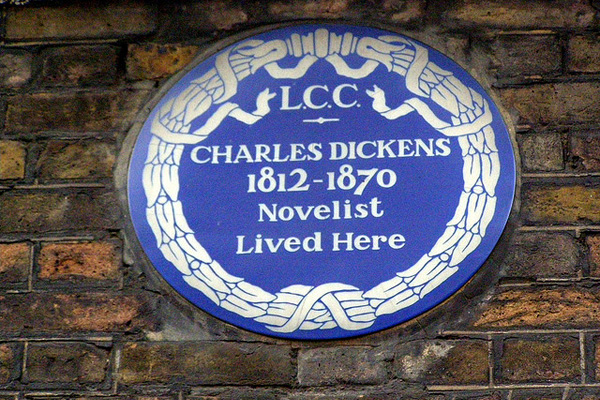 L.C.C.
CHARLES DICKENS
1812-1870
Novelist
Lived Here